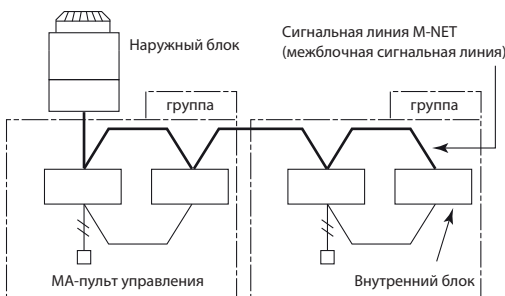 Наружный блок
Сигнальная линия M-NET
(межблочная сигнальная линия)
группа
группа
МА-пульт управления
Внутренний блок